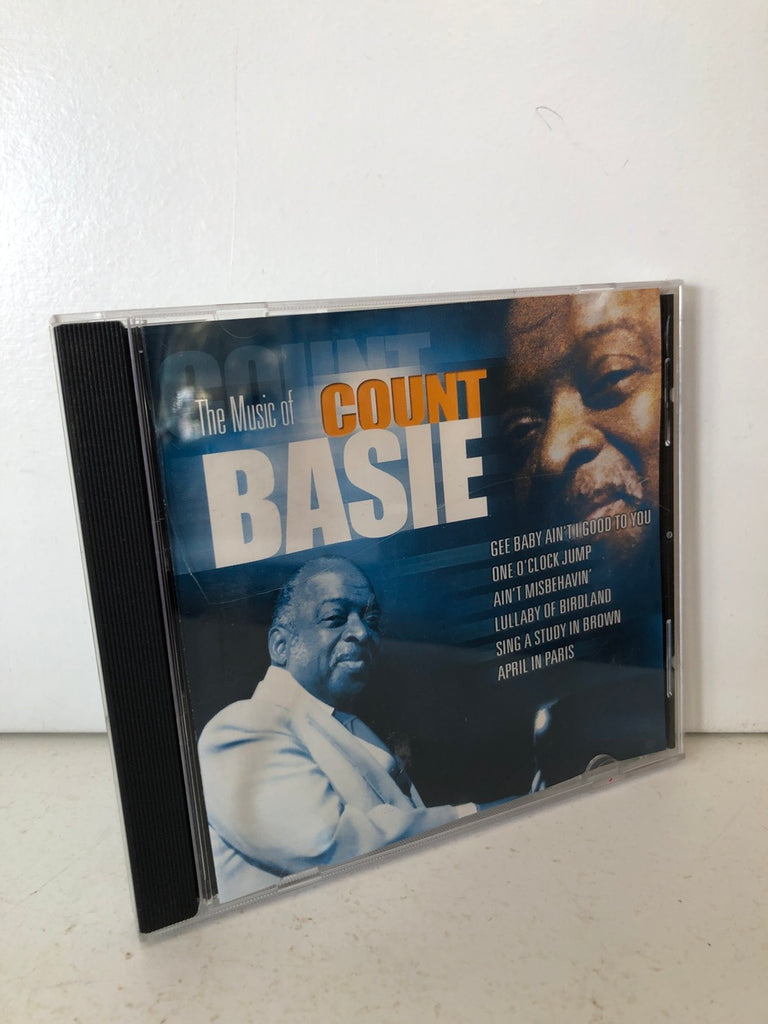 COUNT
The Music of COUNT
BASIE
GEE BABY AIN'T I GOOD TO YOU
ONE O'CLOCK JUMP
AIN'T MISBEHAVIN'
LULLABY OF BIRDLAND
SING A STUDY IN BROWN
APRIL IN PARIS